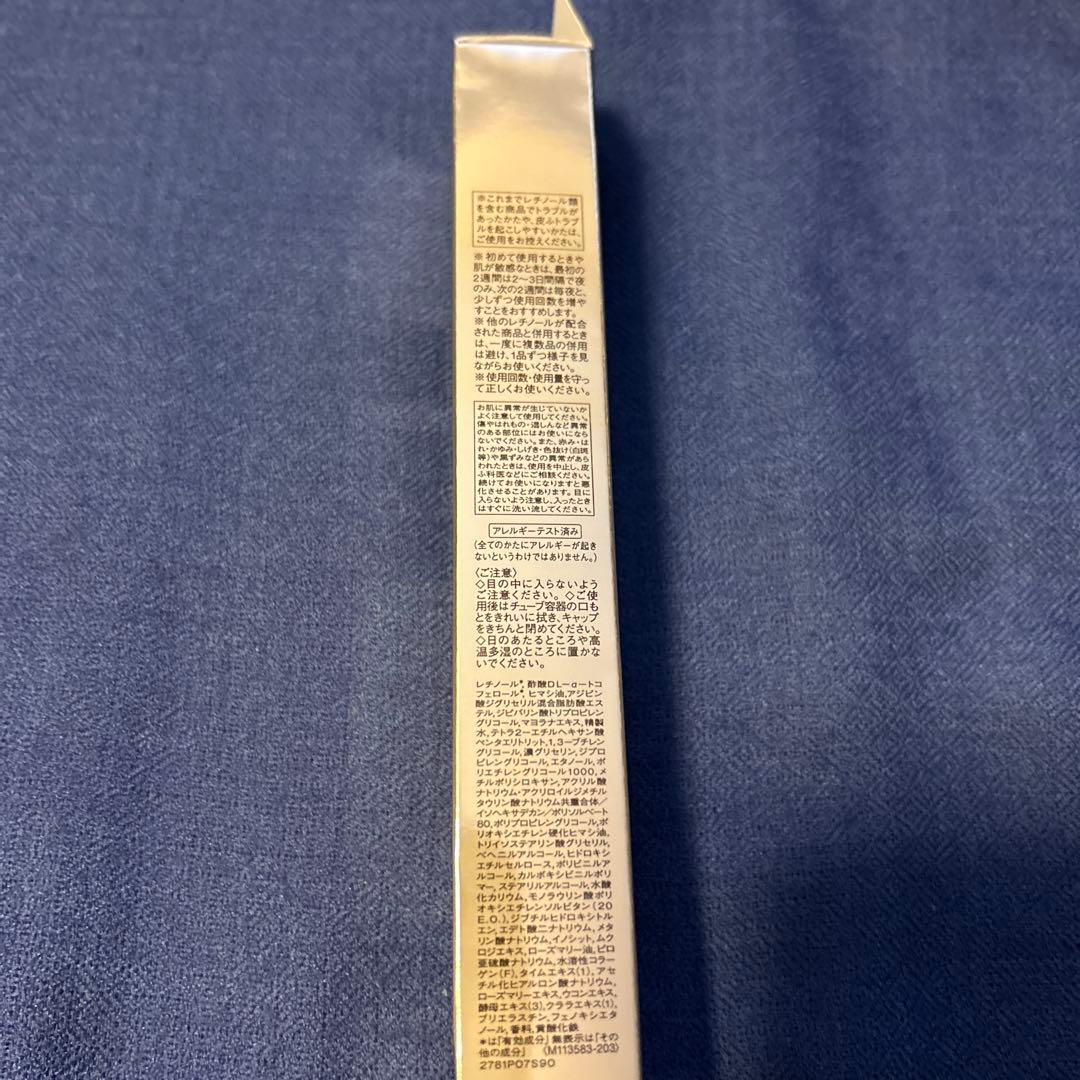 ※これまでレチノール類
を含む商品でトラブルが
あったかたや、皮ふトラブ
ルを起こしやすいかたは、
ご使用をお控えください。
※初めて使用するときや
肌が敏感なときは、最初の
2週間は2〜3日間隔で夜
のみ、次の2週間は毎夜と、
少しずつ使用回数を増や
すことをおすすめします。
※他のレチノールが配合
された商品と併用するとき
は、一度に複数品の併用
は避け、1品ずつ様子を見
ながらお使いください。
※使用回数・使用量を守っ
て正しくお使いください。
お肌に異常が生じていないか
よく注意して使用してください。
傷やはれもの・湿しんなど異常
のある部位にはお使いになら
ないでください。また、赤み・は
れ・かゆみ・しげき・色抜け(白斑
等)や黒ずみなどの異常があら
われたときは、使用を中止し、皮
ふ科医などにご相談ください。
続けてお使いになりますと悪
化させることがあります。目に
入らないよう注意し、入ったとき
はすぐに洗い流してください。
アレルギーテスト済み
(全てのかたにアレルギーが起き
ないというわけではありません。)
〈ご注意〉
◇目の中に入らないよう
ご注意ください。◇ご使
用後はチューブ容器の口も
とをきれいに拭き、キャップ
をきちんと閉めてください。
◇日のあたるところや高
温多湿のところに置かな
いでください。
レチノール*,酢酸DL-α-トコ
フェロール*,ヒマシ油,アジピン
酸ジグリセリル混合脂肪酸エス
テル,ジピバリン酸トリプロピレン
グリコール,マヨラナエキス,精製
水,テトラ2-エチルヘキサン酸
ペンタエリトリット,1,3-ブチレン
グリコール,濃グリセリン,ジプロ
ピレングリコール,エタノール,ポ
リエチレングリコール1000,メ
チルポリシロキサン,アクリル酸
ナトリウム・アクリロイルジメチル
タウリン酸ナトリウム共重合体/
イソヘキサデカン/ポリソルベート
80,ポリプロピレングリコール,ポ
リオキシエチレン硬化ヒマシ油,
トリイソステアリン酸グリセリル,
ベヘニルアルコール,ヒドロキシ
エチルセルロース,ポリビニルア
ルコール,カルボキシビニルポリ
マー,ステアリルアルコール,水酸
化カリウム,モノラウリン酸ポリ
オキシエチレンソルビタン(20
E.O.),ジブチルヒドロキシトル
エン,エデト酸二ナトリウム,メタ
リン酸ナトリウム,イノシット,ムク
ロジエキス,ローズマリー油,ピロ
亜硫酸ナトリウム,水溶性コラー
ゲン(F),タイムエキス(1),アセ
チル化ヒアルロン酸ナトリウム,
ローズマリーエキス,ウコンエキス,
酵母エキス(3),クララエキス(1),
プリエラスチン,フェノキシエタ
ノール,香料,黄酸化鉄
*は「有効成分」無表示は「その
他の成分」 〈M113583-203〉
2781P07S90